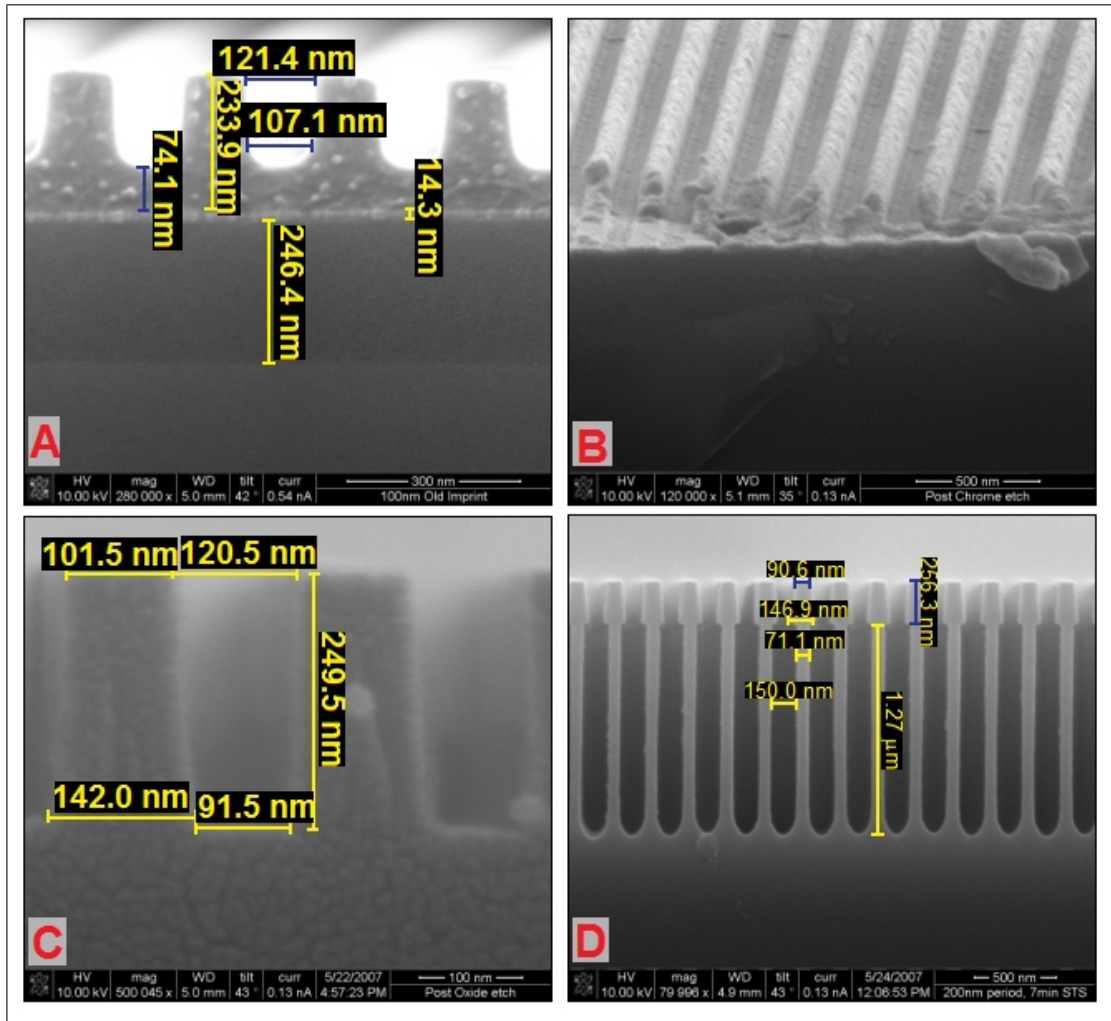 121.4 nm
233.9 nm
107.1 nm
74.1 nm
14.3 nm
246.4 nm
A
HV mag WD tilt curr 300 nm
10.00 kV 280 000 x 5.0 mm 42 ° 0.54 nA 100nm Old Imprint
B
HV mag WD tilt curr 500 nm
10.00 kV 120 000 x 5.1 mm 35 ° 0.13 nA Post Chrome etch
101.5 nm 120.5 nm
249.5 nm
142.0 nm 91.5 nm
C
HV mag WD tilt curr 5/22/2007 100 nm
10.00 kV 500 045 x 5.0 mm 43 ° 0.13 nA 4:57:23 PM Post Oxide etch
90.6 nm
256.3 nm
146.9 nm
71.1 nm
150.0 nm
1.27 µm
D
HV mag WD tilt curr 5/24/2007 500 nm
10.00 kV 79 996 x 4.9 mm 43 ° 0.13 nA 12:06:53 PM 200nm period, 7min STS